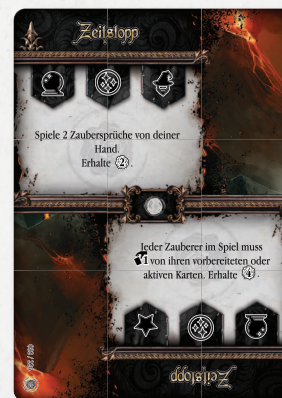 Zeitstopp
Spiele 2 Zaubersprüche von deiner
Hand.
Erhalte 2.
Jeder Zauberer im Spiel muss
1 von ihren vorbereiteten oder
aktiven Karten. Erhalte 4.
Zeitstopp